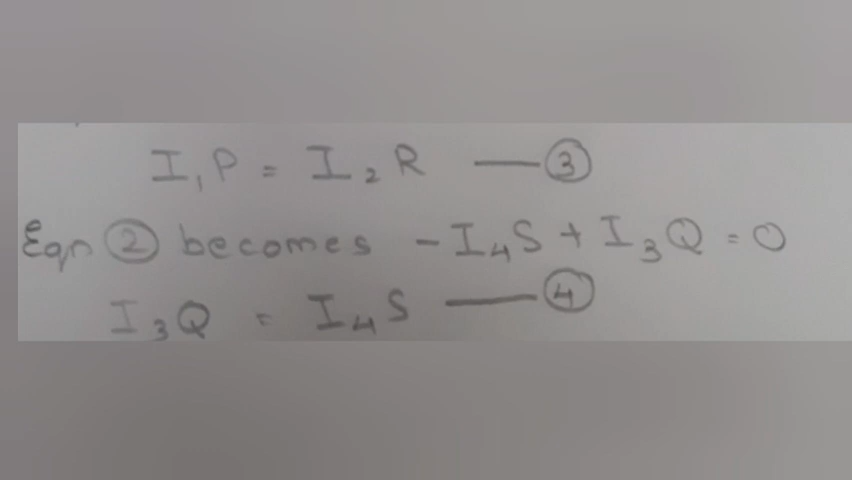 I₁P = I₂R — ③
Eqn ② becomes - I₄S + I₃Q = 0
I₃Q = I₄S — ④